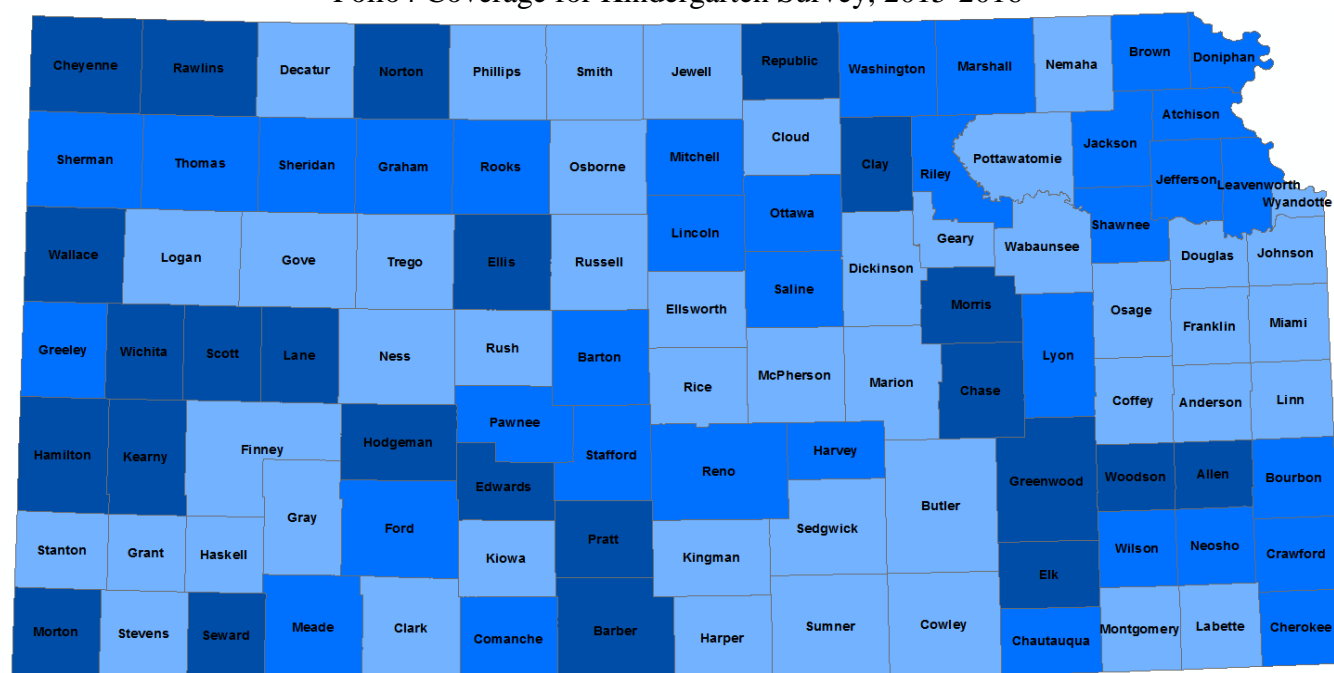 Cheyenne
Rawlins
Decatur
Norton
Phillips
Smith
Jewell
Republic
Washington
Marshall
Nemaha
Brown
Doniphan
Sherman
Thomas
Sheridan
Graham
Rooks
Osborne
Mitchell
Cloud
Clay
Riley
Pottawatomie
Jackson
Atchison
Jefferson
Leavenworth
Wyandotte
Wallace
Logan
Gove
Trego
Ellis
Russell
Lincoln
Ottawa
Saline
Dickinson
Geary
Wabaunsee
Shawnee
Douglas
Johnson
Greeley
Wichita
Scott
Lane
Ness
Rush
Barton
Ellsworth
Rice
McPherson
Marion
Morris
Chase
Lyon
Osage
Franklin
Miami
Coffey
Anderson
Linn
Hamilton
Kearny
Finney
Hodgeman
Pawnee
Edwards
Stafford
Reno
Harvey
Butler
Greenwood
Woodson
Allen
Bourbon
Stanton
Grant
Haskell
Gray
Ford
Kiowa
Pratt
Kingman
Sedgwick
Elk
Wilson
Neosho
Crawford
Morton
Stevens
Seward
Meade
Clark
Comanche
Barber
Harper
Sumner
Cowley
Chautauqua
Montgomery
Labette
Cherokee